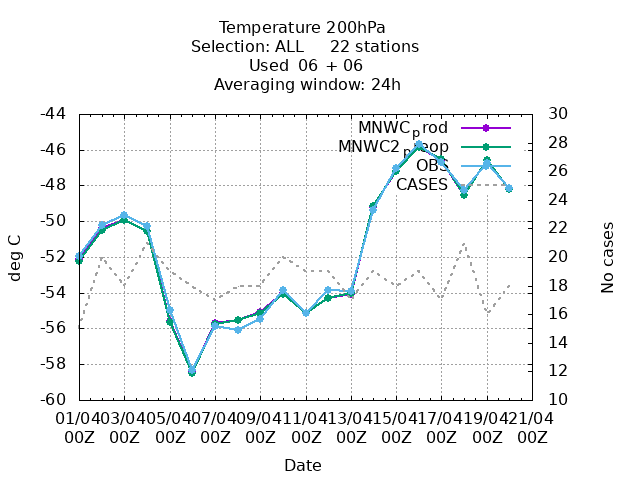 Temperature 200hPa
Selection: ALL     22 stations
Used  06 + 06
Averaging window: 24h
MNWC_prod
MNWC2_preop
OBS
CASES
-44
-46
-48
-50
-52
-54
-56
-58
-60
deg C
30
28
26
24
22
20
18
16
14
12
10
No cases
01/04 03/04 05/04 07/04 09/04 11/04 13/04 15/04 17/04 19/04 21/04
00Z 00Z 00Z 00Z 00Z 00Z 00Z 00Z 00Z 00Z 00Z
Date